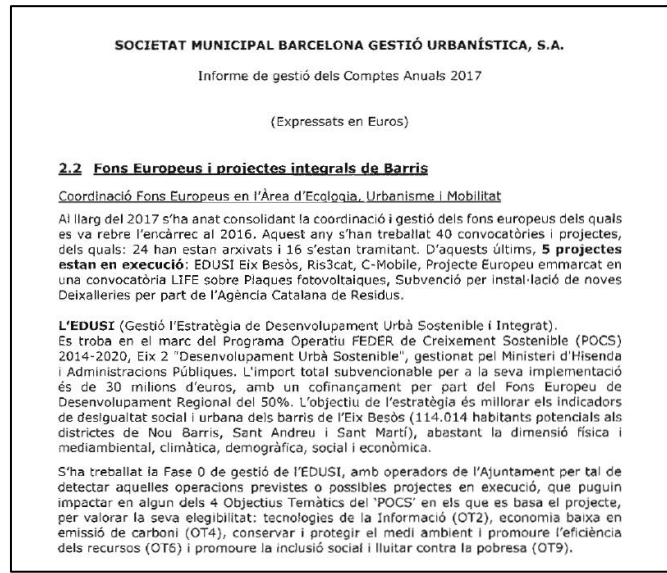 SOCIETAT MUNICIPAL BARCELONA GESTIÓ URBANÍSTICA, S.A.
Informe de gestió dels Comptes Anuals 2017
(Expressats en Euros)
2.2 Fons Europeus i projectes integrals de Barris
Coordinació Fons Europeus en l'Àrea d'Ecologia, Urbanisme i Mobilitat
Al llarg del 2017 s'ha anat consolidant la coordinació i gestió dels fons europeus dels quals
es va rebre l'encàrrec al 2016. Aquest any s'han treballat 40 convocatòries i projectes,
dels quals: 24 han estan arxivats i 16 s'estan tramitant. D'aquests últims, 5 projectes
estan en execució: EDUSI Eix Besòs, Ris3cat, C-Mobile, Projecte Europeu emmarcat en
una convocatòria LIFE sobre Plaques fotovoltaiques, Subvenció per instal·lació de noves
Deixalleries per part de l'Agència Catalana de Residus.
L'EDUSI (Gestió l'Estratègia de Desenvolupament Urbà Sostenible i Integrat).
Es troba en el marc del Programa Operatiu FEDER de Creixement Sostenible (POCS)
2014-2020, Eix 2 "Desenvolupament Urbà Sostenible", gestionat pel Ministeri d'Hisenda
i Administracions Públiques. L'import total subvencionable per a la seva implementació
és de 30 milions d'euros, amb un cofinançament per part del Fons Europeu de
Desenvolupament Regional del 50%. L'objectiu de l'estratègia és millorar els indicadors
de desigualtat social i urbana dels barris de l'Eix Besòs (114.014 habitants potencials als
districtes de Nou Barris, Sant Andreu i Sant Martí), abastant la dimensió física i
mediambiental, climàtica, demogràfica, social i econòmica.
S'ha treballat la Fase 0 de gestió de l'EDUSI, amb operadors de l'Ajuntament per tal de
detectar aquelles operacions previstes o possibles projectes en execució, que puguin
impactar en algun dels 4 Objectius Temàtics del 'POCS' en els que es basa el projecte,
per valorar la seva elegibilitat: tecnologies de la Informació (OT2), economia baixa en
emissió de carboni (OT4), conservar i protegir el medi ambient i promoure l'eficiència
dels recursos (OT6) i promoure la inclusió social i lluitar contra la pobresa (OT9).